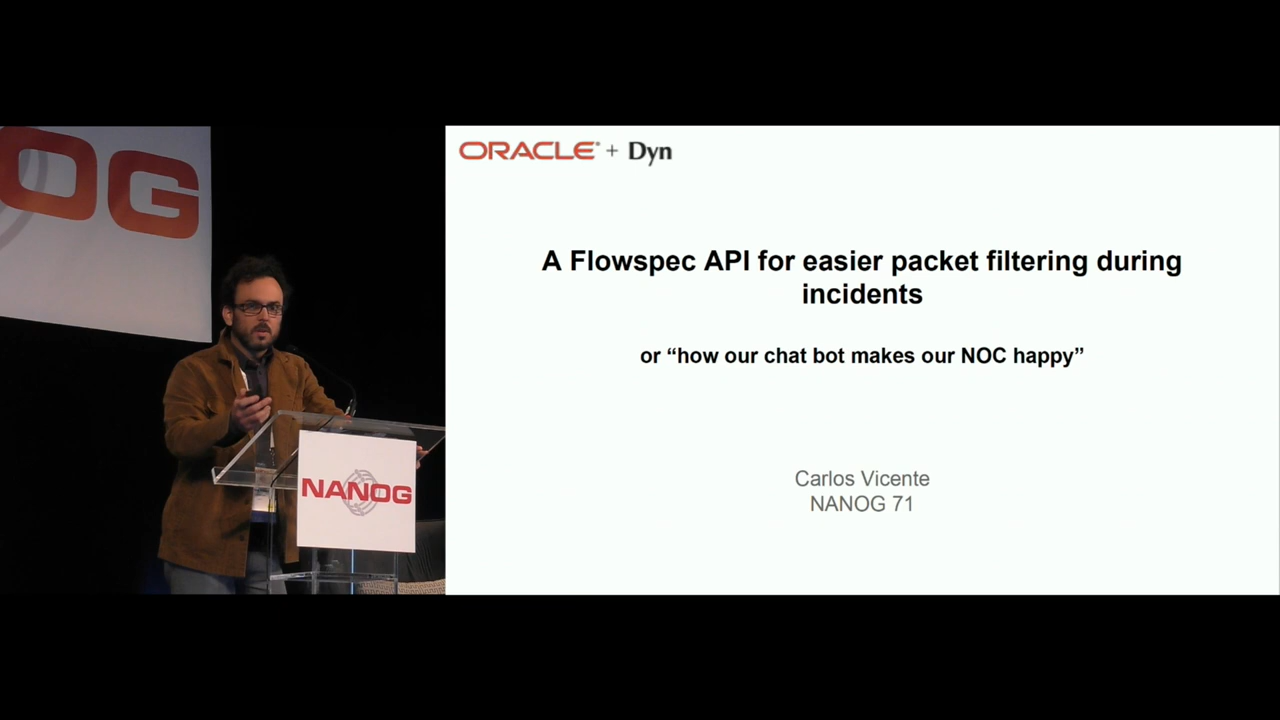 OG
NANOG
ORACLE® + Dyn
A Flowspec API for easier packet filtering during
incidents
or “how our chat bot makes our NOC happy”
Carlos Vicente
NANOG 71